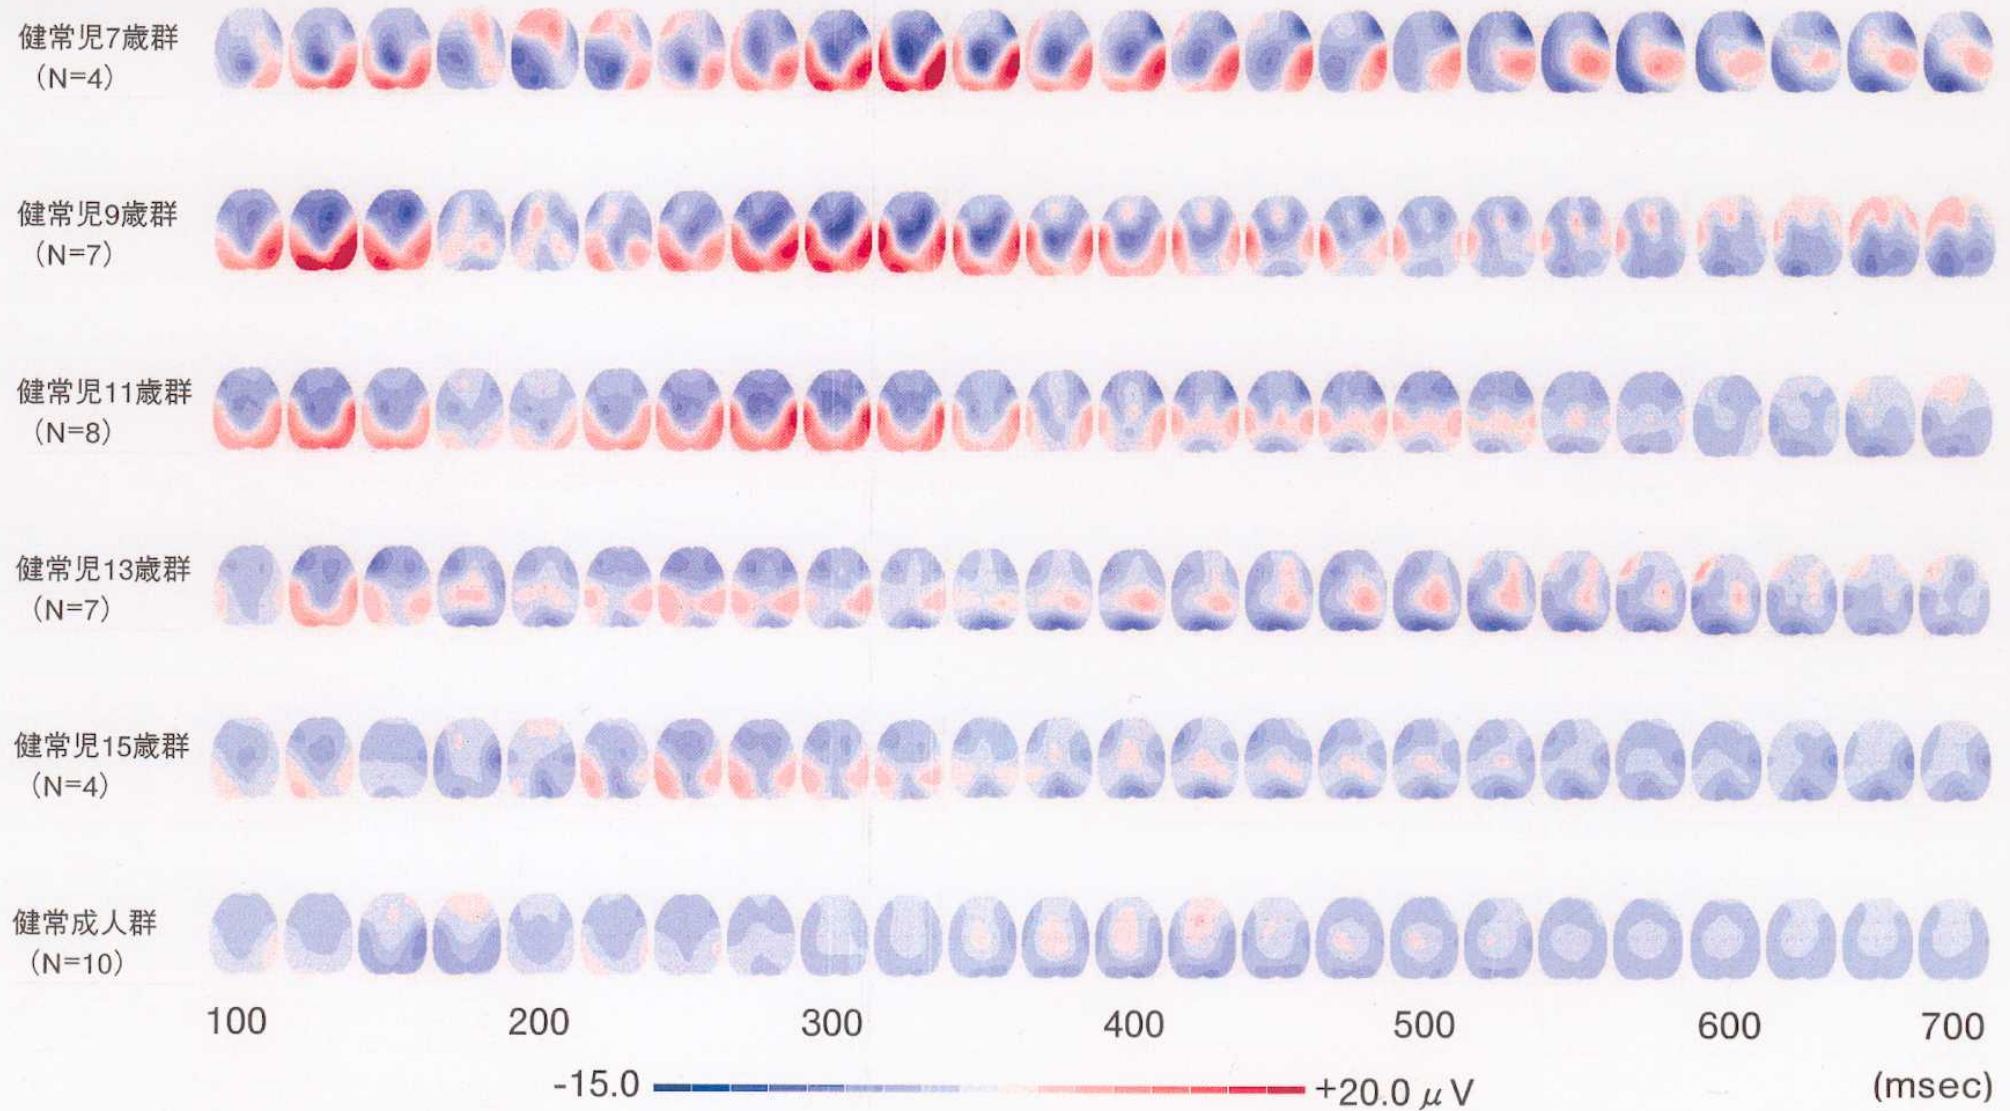 健常児7歳群
（N=4）
健常児9歳群
（N=7）
健常児11歳群
（N=8）
健常児13歳群
（N=7）
健常児15歳群
（N=4）
健常成人群
（N=10）
100 200 300 400 500 600 700
-15.0 +20.0 μV (msec)